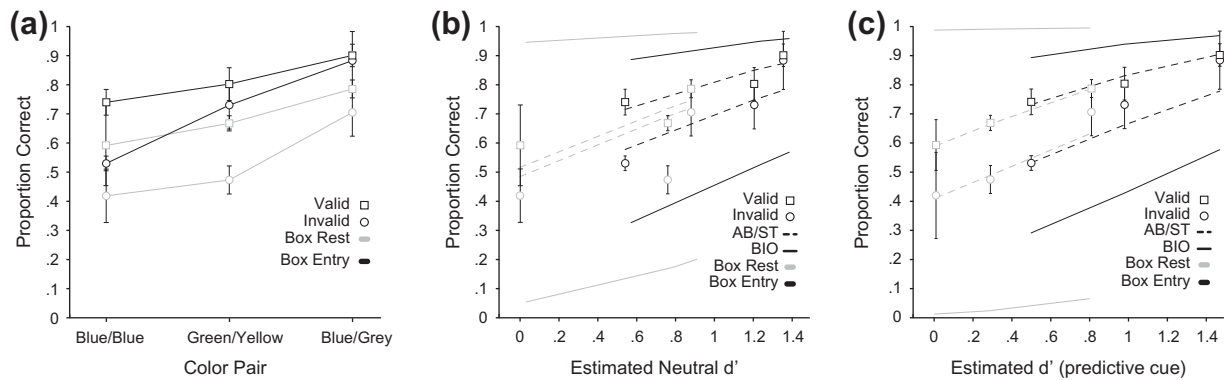 (a)
Proportion Correct
1
.9
.8
.7
.6
.5
.4
.3
.2
.1
0
Valid
Invalid
Box Rest
Box Entry
Blue/Blue Green/Yellow Blue/Grey
Color Pair
(b)
Proportion Correct
1
.9
.8
.7
.6
.5
.4
.3
.2
.1
0
Valid
Invalid
AB/ST
BIO
Box Rest
Box Entry
0 .2 .4 .6 .8 1 1.2 1.4
Estimated Neutral d’
(c)
Proportion Correct
1
.9
.8
.7
.6
.5
.4
.3
.2
.1
0
Valid
Invalid
AB/ST
BIO
Box Rest
Box Entry
0 .2 .4 .6 .8 1 1.2 1.4
Estimated d’ (predictive cue)